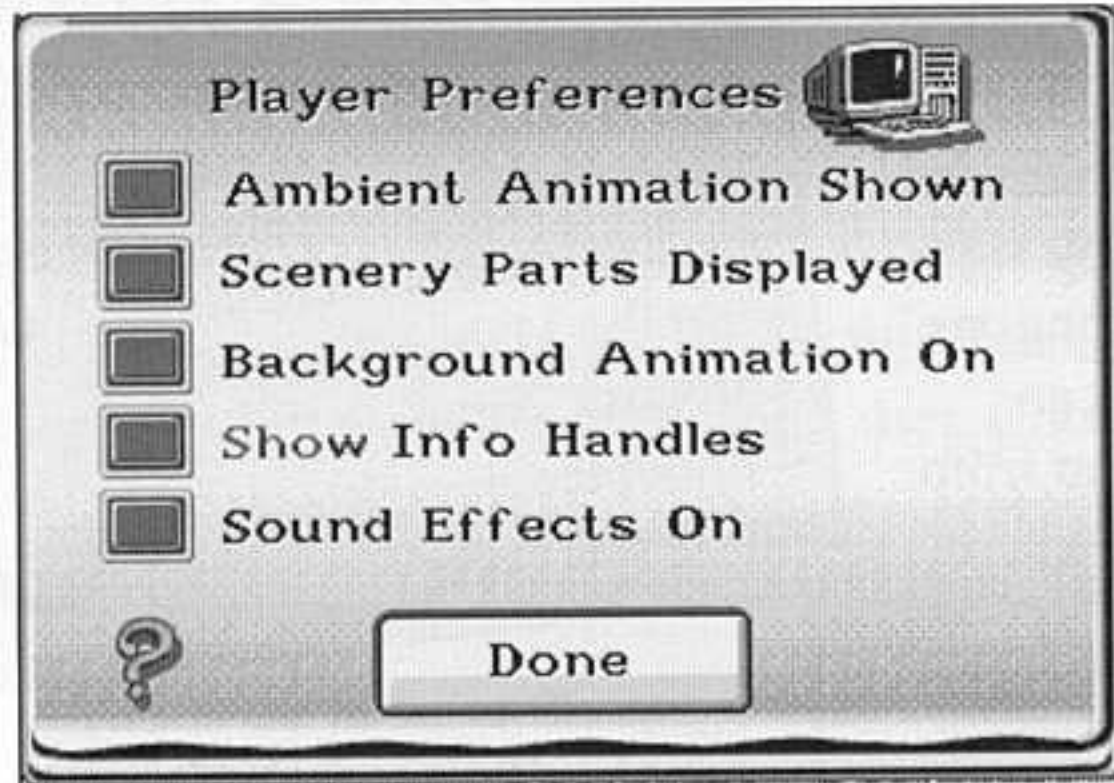 Player Preferences
Ambient Animation Shown
Scenery Parts Displayed
Background Animation On
Show Info Handles
Sound Effects On
?
Done